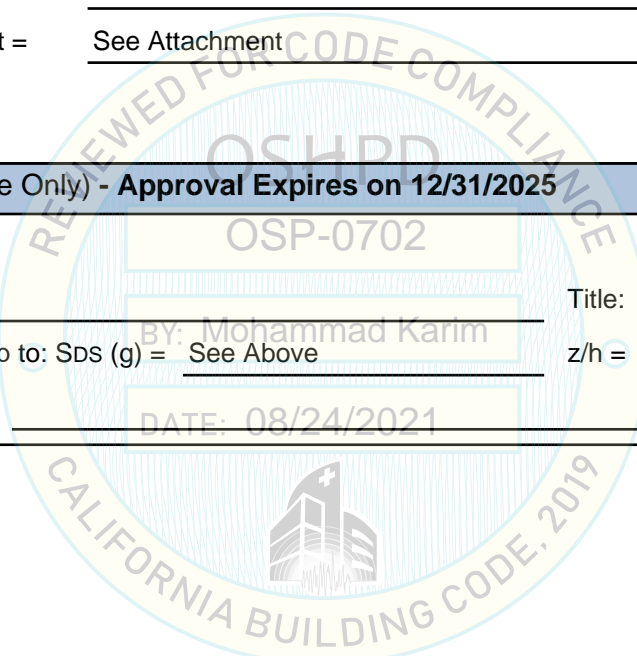 t = See Attachment
REVIEWED FOR CODE COMPLIANCE
OSHPD
e Only) - Approval Expires on 12/31/2025
OSP-0702
Title:
BY: Mohammad Karim
o to: SDS (g) = See Above z/h =
DATE: 08/24/2021
CALIFORNIA BUILDING CODE, 2019